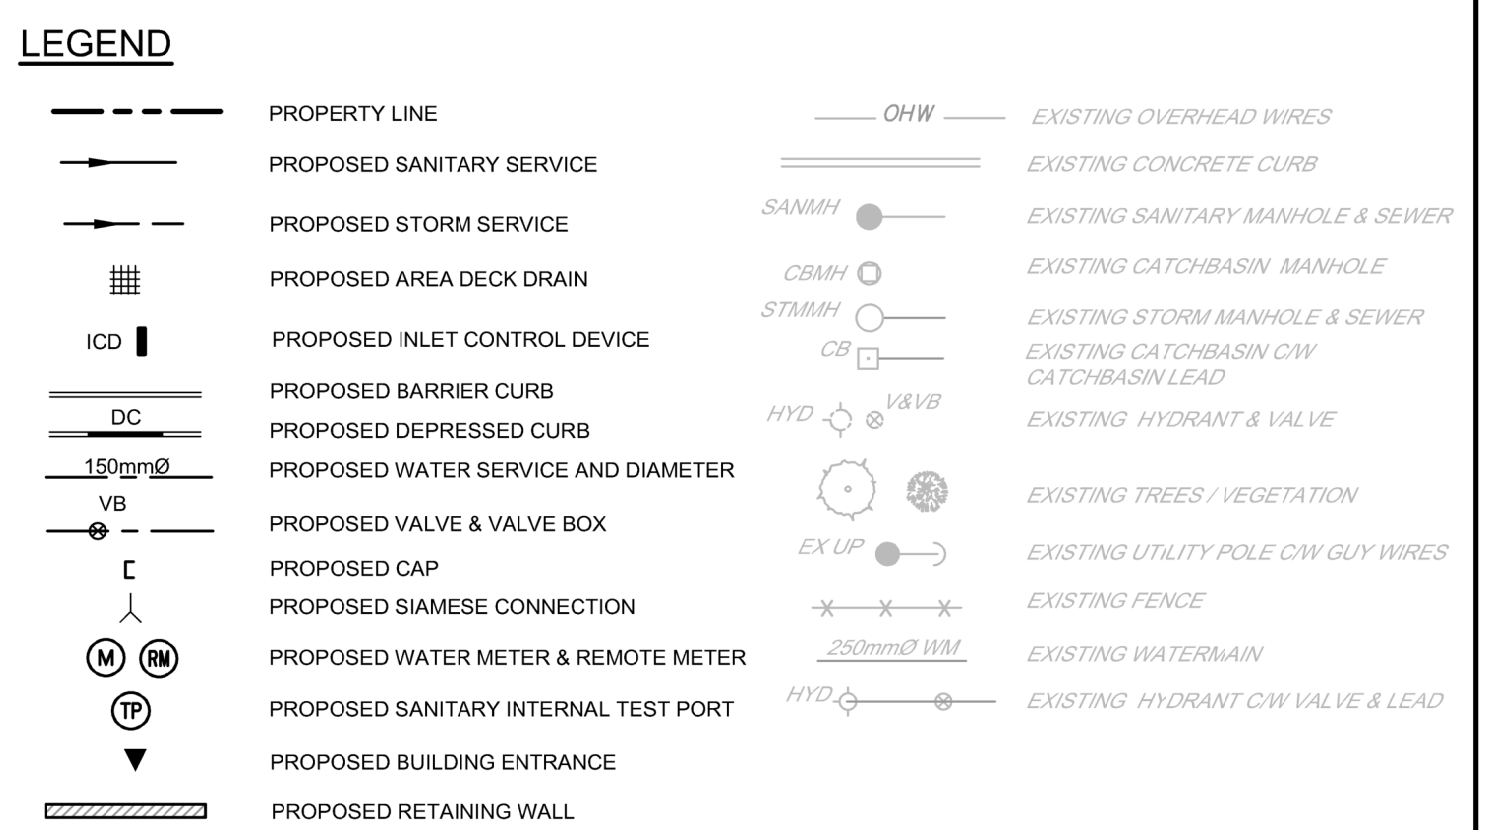 LEGEND
PROPERTY LINE
PROPOSED SANITARY SERVICE
PROPOSED STORM SERVICE
PROPOSED AREA DECK DRAIN
ICD PROPOSED INLET CONTROL DEVICE
PROPOSED BARRIER CURB
DC
PROPOSED DEPRESSED CURB
150mmØ PROPOSED WATER SERVICE AND DIAMETER
VB
PROPOSED VALVE & VALVE BOX
PROPOSED CAP
PROPOSED SIAMESE CONNECTION
M RM PROPOSED WATER METER & REMOTE METER
TP PROPOSED SANITARY INTERNAL TEST PORT
PROPOSED BUILDING ENTRANCE
PROPOSED RETAINING WALL
OHW EXISTING OVERHEAD WIRES
EXISTING CONCRETE CURB
SANMH EXISTING SANITARY MANHOLE & SEWER
CBMH EXISTING CATCHBASIN MANHOLE
STMMH EXISTING STORM MANHOLE & SEWER
CB EXISTING CATCHBASIN C/W
CATCHBASIN LEAD
HYD V&VB EXISTING HYDRANT & VALVE
EXISTING TREES / VEGETATION
EX UP EXISTING UTILITY POLE C/W GUY WIRES
EXISTING FENCE
250mmØ WM EXISTING WATERMAIN
HYD EXISTING HYDRANT C/W VALVE & LEAD